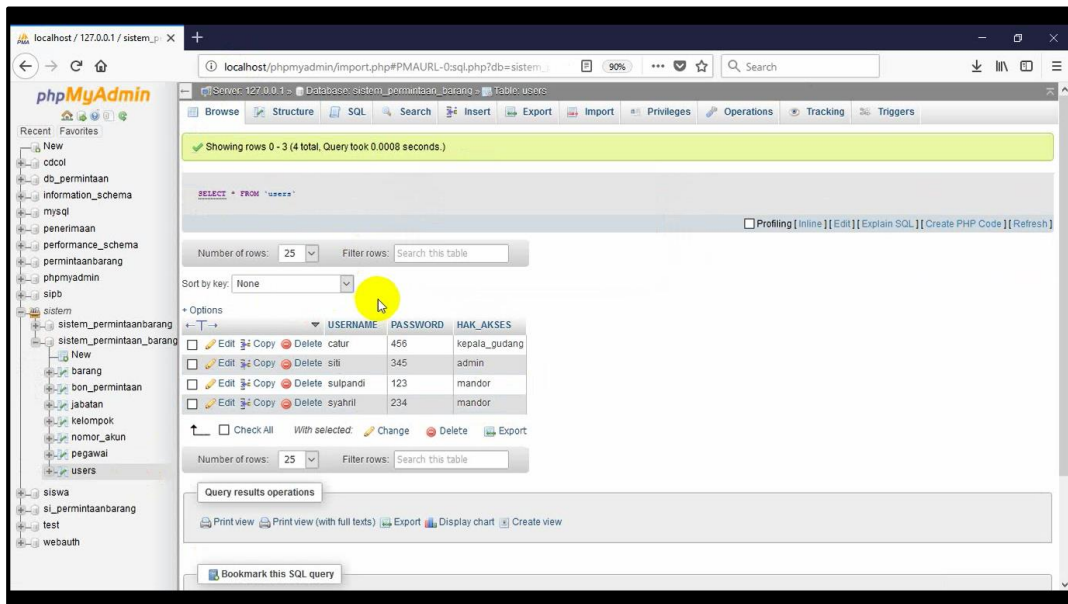 localhost / 127.0.0.1 / sistem_p
localhost/phpmyadmin/import.php#PMAURL-0:sql.php?db=sistem_
90%
Search
phpMyAdmin
Recent Favorites
New
cdcol
db_permintaan
information_schema
mysql
penerimaan
performance_schema
permintaanbarang
phpmyadmin
sipb
sistem
sistem_permintaanbarang
sistem_permintaan_barang
New
barang
bon_permintaan
jabatan
kelompok
nomor_akun
pegawai
users
siswa
si_permintaanbarang
test
webauth
Server: 127.0.0.1 » Database: sistem_permintaan_barang » Table: users
Browse Structure SQL Search Insert Export Import Privileges Operations Tracking Triggers
Showing rows 0 - 3 (4 total, Query took 0.0008 seconds.)
SELECT * FROM `users`
Profiling [ Inline ] [ Edit ] [ Explain SQL ] [ Create PHP Code ] [ Refresh ]
Number of rows: 25 Filter rows: Search this table
Sort by key: None
+ Options
←T→ USERNAME PASSWORD HAK_AKSES
Edit Copy Delete catur 456 kepala_gudang
Edit Copy Delete siti 345 admin
Edit Copy Delete sulpandi 123 mandor
Edit Copy Delete syahril 234 mandor
Check All With selected: Change Delete Export
Number of rows: 25 Filter rows: Search this table
Query results operations
Print view Print view (with full texts) Export Display chart Create view
Bookmark this SQL query